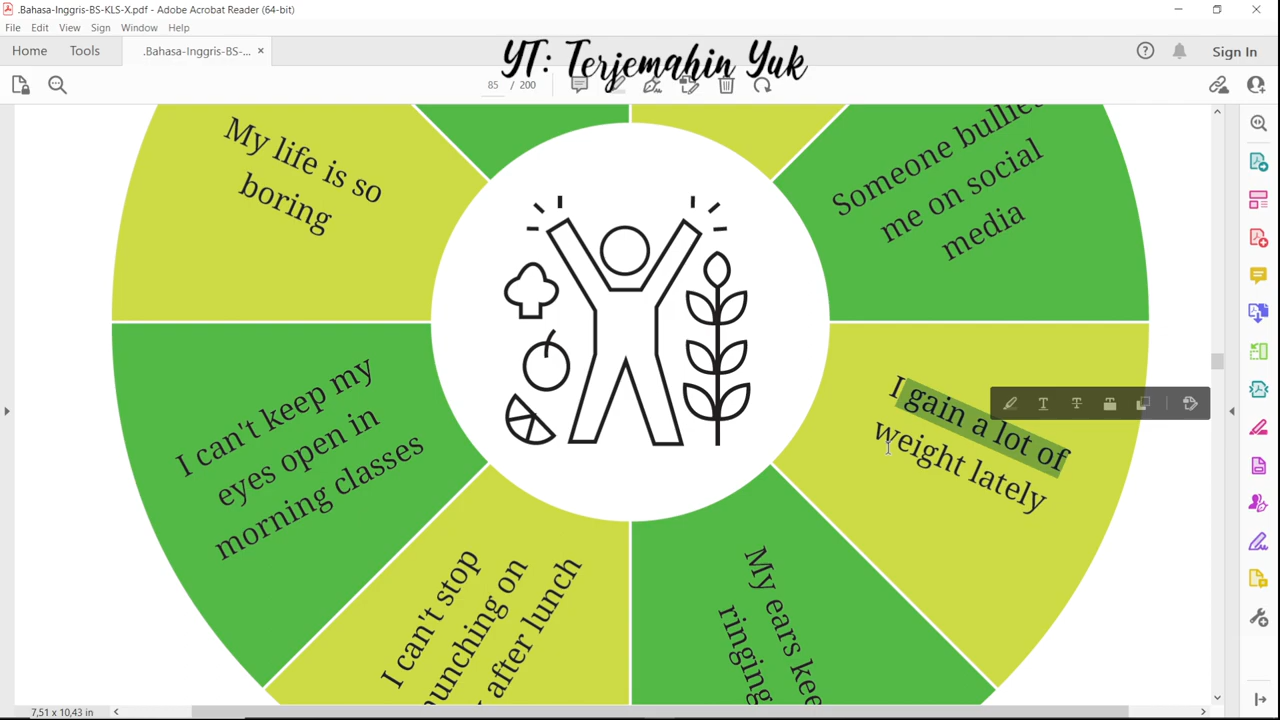 .Bahasa-Inggris-BS-KLS-X.pdf - Adobe Acrobat Reader (64-bit)
File Edit View Sign Window Help
Home Tools .Bahasa-Inggris-BS-... ×
Sign In
YT: Terjemahin Yuk
85 / 200
My life is so
boring
Someone
me on social
media
I can't keep my
eyes open in
morning classes
I gain a lot of
weight lately
I can't stop
on
after lunch
My ears
ringing
7,51 x 10,43 in